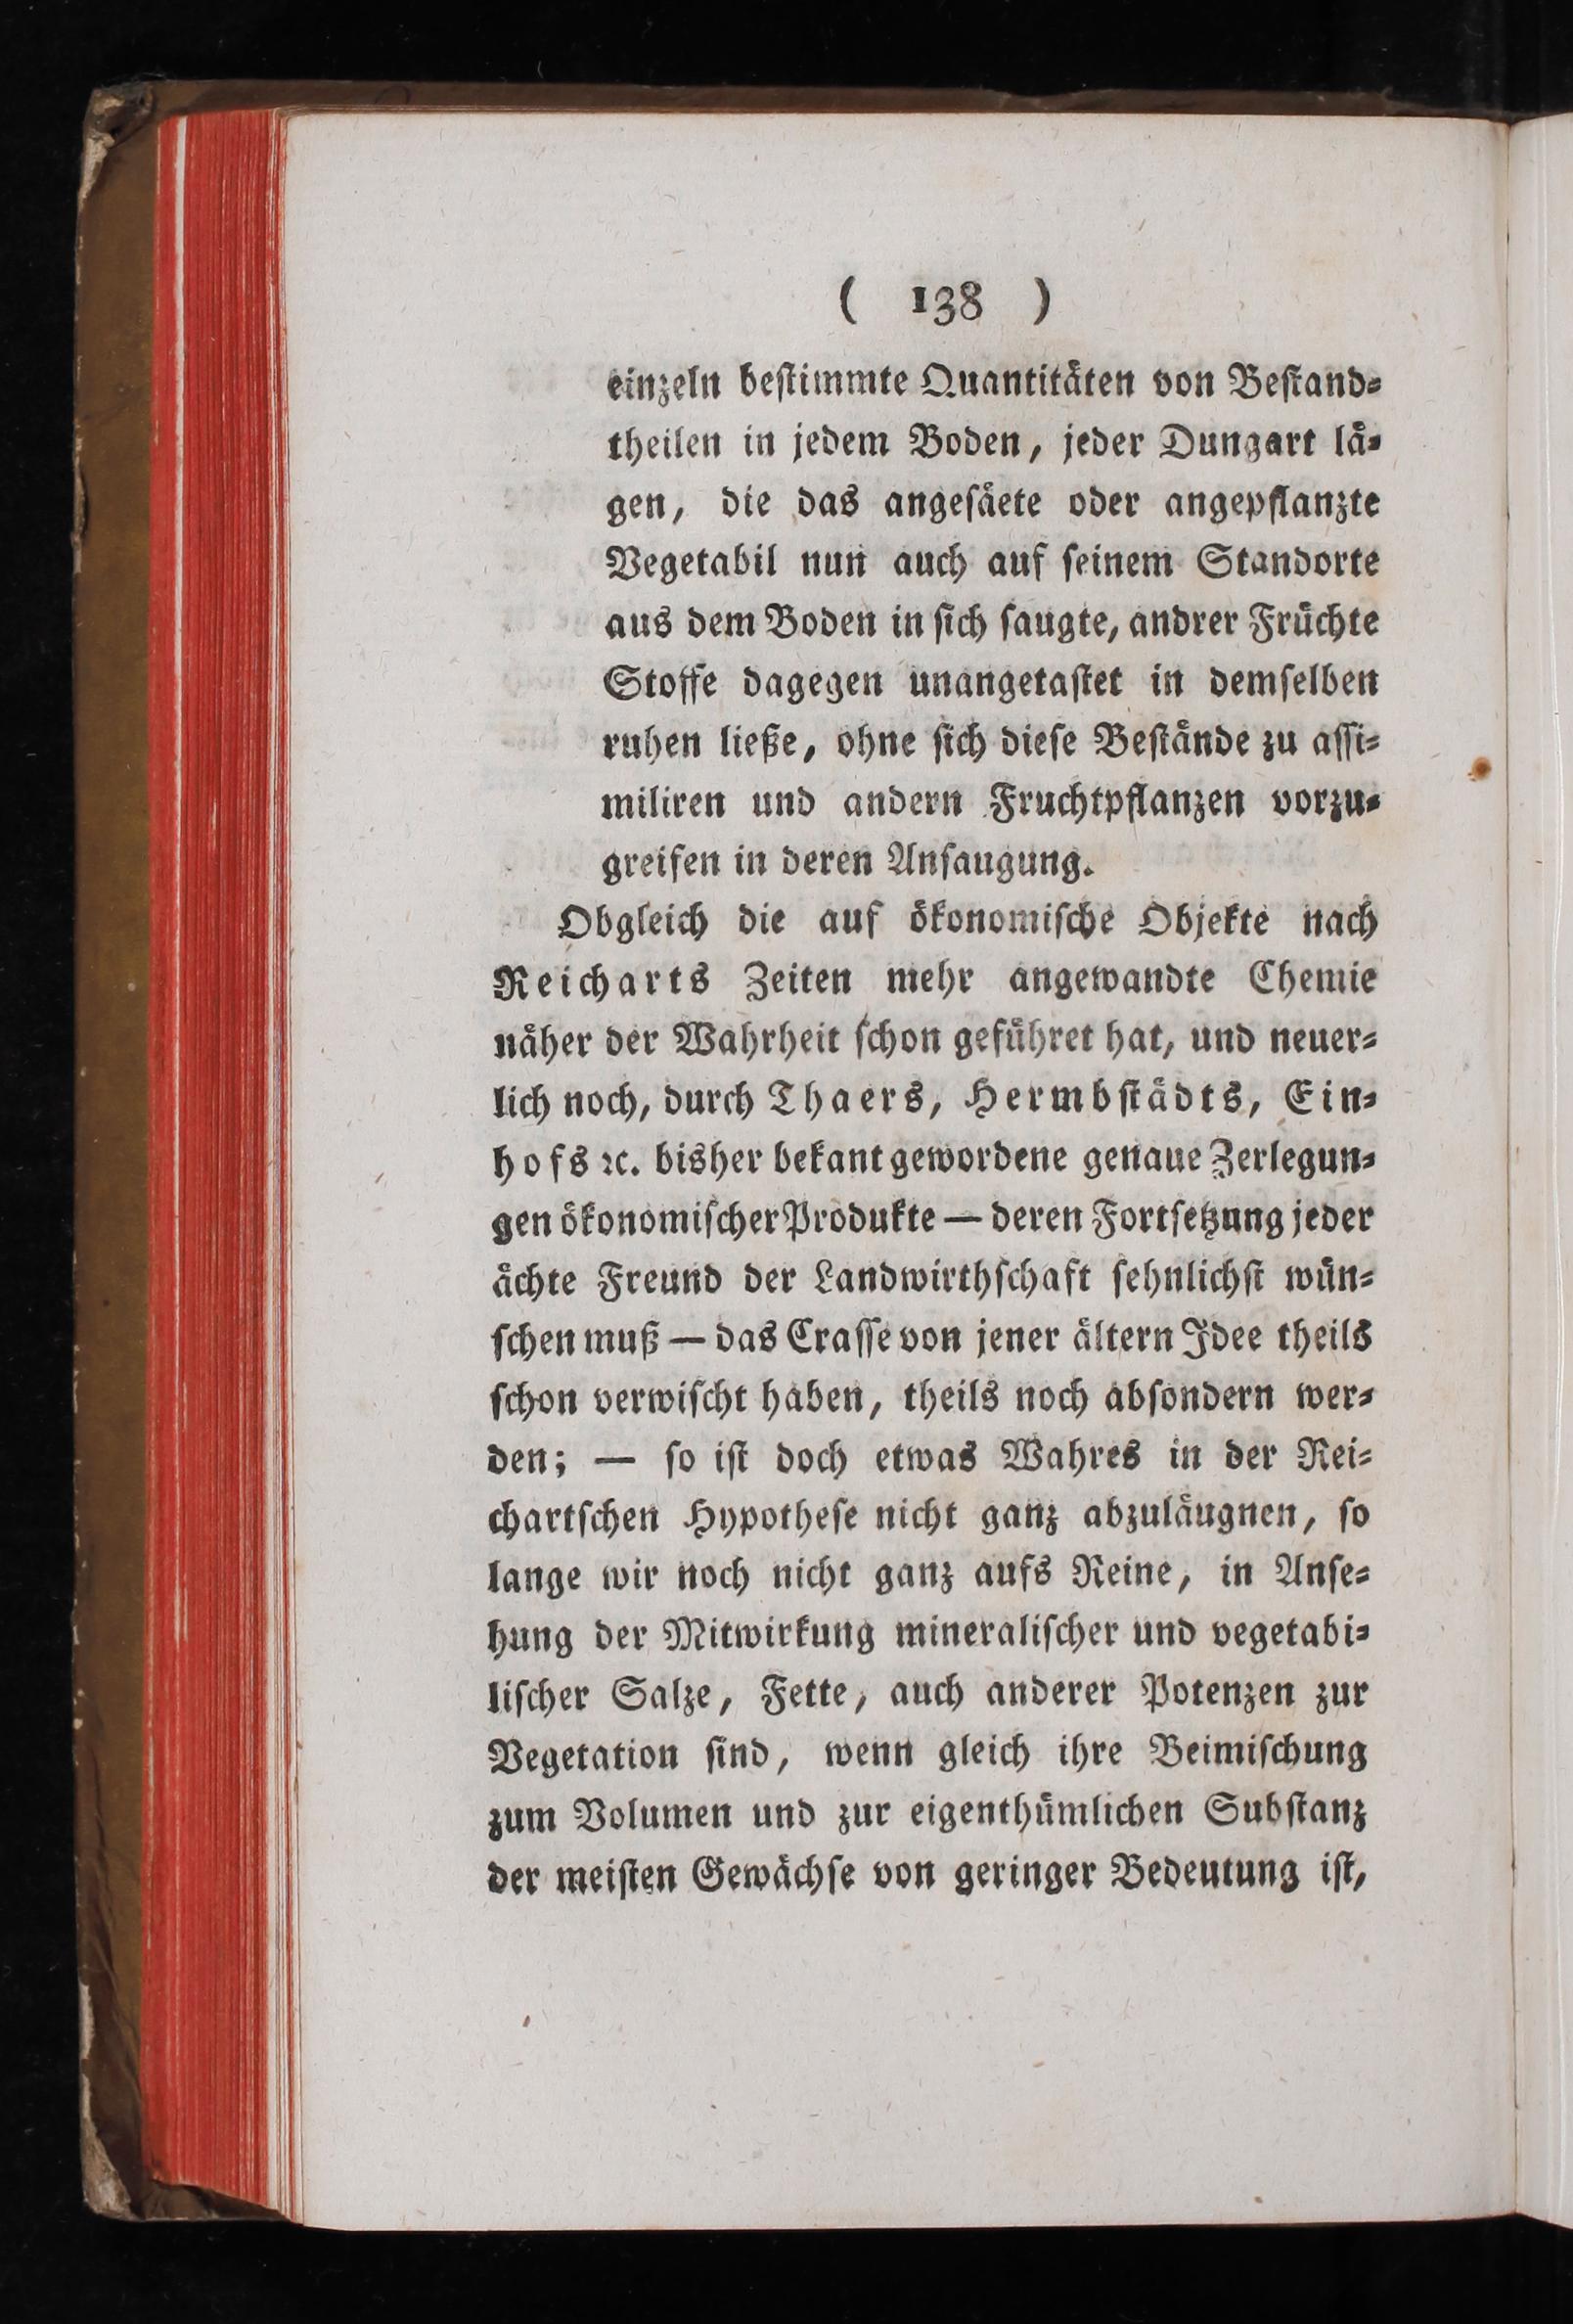 ( 138 )
einzeln beſtimmte Quantitäten von Beſtand⸗
theilen in jedem Boden, jeder Dungart lä⸗
gen, die das angeſäete oder angepflanzte
Vegetabil nun auch auf ſeinem Standorte
aus dem Boden in ſich ſaugte, andrer Früchte
Stoffe dagegen unangetaſtet in demſelben
ruhen ließe, ohne ſich dieſe Beſtände zu aſſi⸗
miliren und andern Fruchtpflanzen vorzu⸗
greifen in deren Anſaugung.
Obgleich die auf ökonomiſche Objekte nach
Reicharts Zeiten mehr angewandte Chemie
näher der Wahrheit ſchon geführet hat, und neuer⸗
lich noch, durch Thaers, Hermbſtädts, Ein⸗
hofs ꝛc. bisher bekant gewordene genaue Zerlegun⸗
gen ökonomiſcher Produkte — deren Fortſetzung jeder
ächte Freund der Landwirthſchaft ſehnlichſt wün⸗
ſchen muß — das Craſſe von jener ältern Idee theils
ſchon verwiſcht haben, theils noch abſondern wer⸗
den; — ſo iſt doch etwas Wahres in der Rei⸗
chartſchen Hypotheſe nicht ganz abzuläugnen, ſo
lange wir noch nicht ganz aufs Reine, in Anſe⸗
hung der Mitwirkung mineraliſcher und vegetabi⸗
liſcher Salze, Fette, auch anderer Potenzen zur
Vegetation ſind, wenn gleich ihre Beimiſchung
zum Volumen und zur eigenthümlichen Subſtanz
der meiſten Gewächſe von geringer Bedeutung iſt,